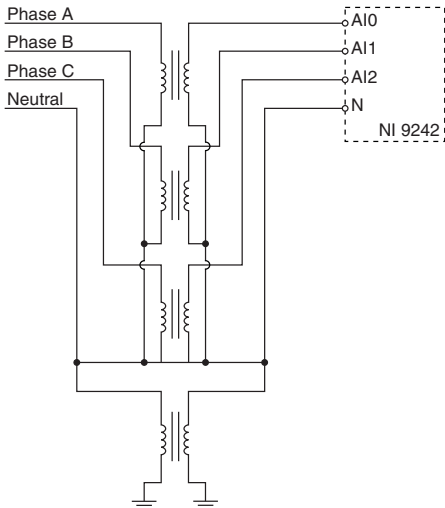 Phase A
Phase B
Phase C
Neutral
AI0
AI1
AI2
N
NI 9242